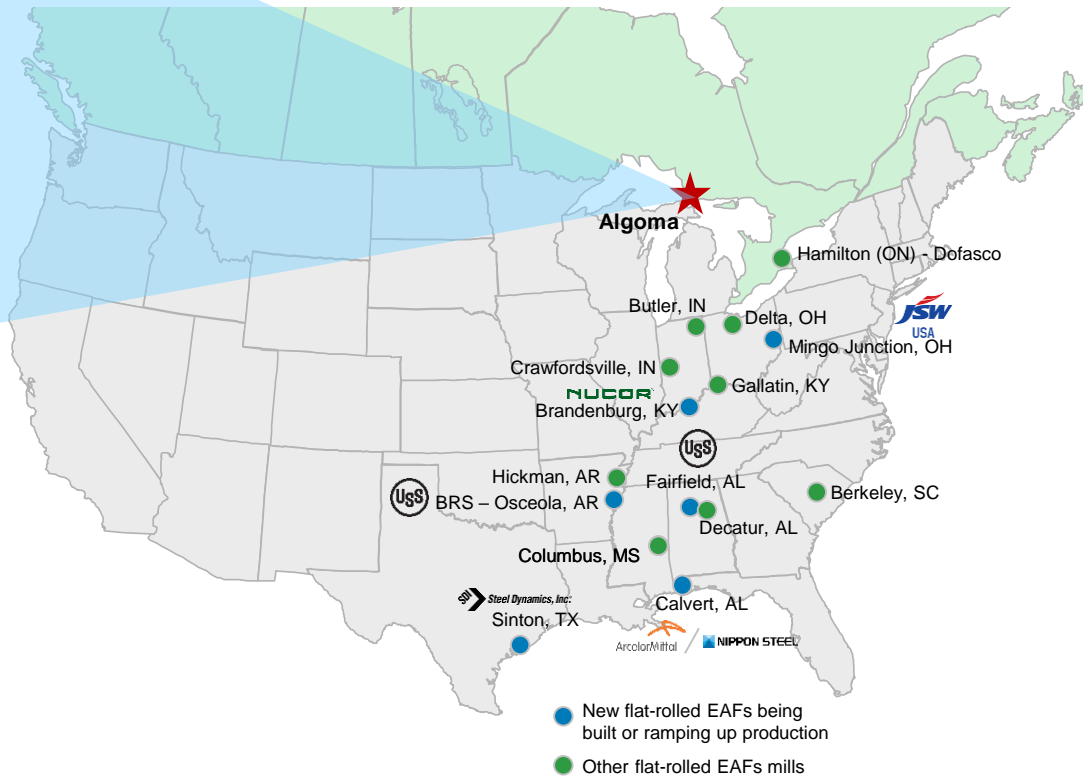 Algoma
Hamilton (ON) - Dofasco
Butler, IN
Delta, OH
JSW
USA
Mingo Junction, OH
Crawfordsville, IN
Gallatin, KY
NUCOR
Brandenburg, KY
USS
Fairfield, AL
Hickman, AR
USS
BRS – Osceola, AR
Berkeley, SC
Decatur, AL
Columbus, MS
SDI Steel Dynamics, Inc.
Calvert, AL
Sinton, TX
ArcelorMittal / NIPPON STEEL
New flat-rolled EAFs being
built or ramping up production
Other flat-rolled EAFs mills